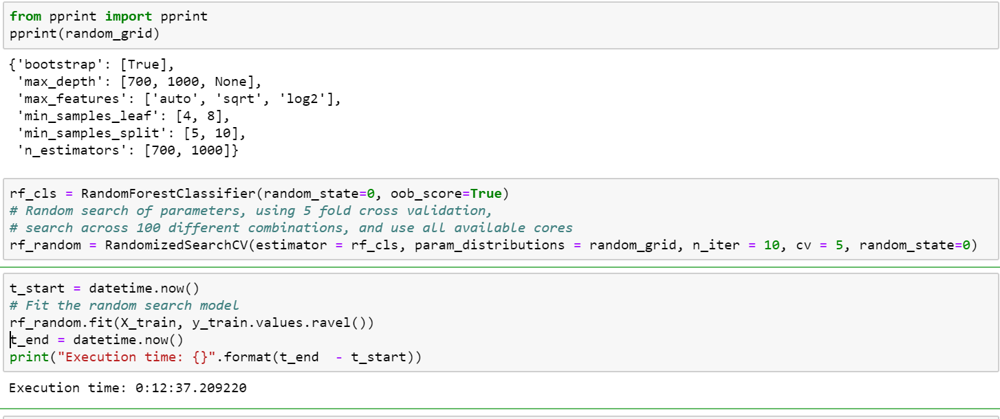 from pprint import pprint
pprint(random_grid)
{'bootstrap': [True],
 'max_depth': [700, 1000, None],
 'max_features': ['auto', 'sqrt', 'log2'],
 'min_samples_leaf': [4, 8],
 'min_samples_split': [5, 10],
 'n_estimators': [700, 1000]}
rf_cls = RandomForestClassifier(random_state=0, oob_score=True)
# Random search of parameters, using 5 fold cross validation,
# search across 100 different combinations, and use all available cores
rf_random = RandomizedSearchCV(estimator = rf_cls, param_distributions = random_grid, n_iter = 10, cv = 5, random_state=0)
t_start = datetime.now()
# Fit the random search model
rf_random.fit(X_train, y_train.values.ravel())
t_end = datetime.now()
print("Execution time: {}".format(t_end  - t_start))
Execution time: 0:12:37.209220